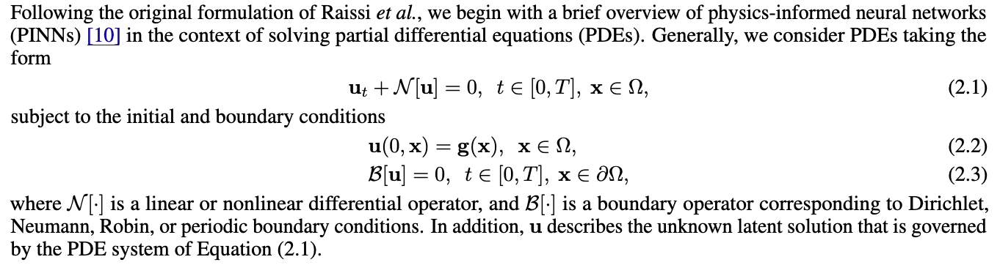 Following the original formulation of Raissi et al., we begin with a brief overview of physics-informed neural networks
(PINNs) [10] in the context of solving partial differential equations (PDEs). Generally, we consider PDEs taking the
form
𝐮ₜ + 𝒩[𝐮] = 0, t ∈ [0, T], 𝐱 ∈ Ω, (2.1)
subject to the initial and boundary conditions
𝐮(0, 𝐱) = 𝐠(𝐱), 𝐱 ∈ Ω, (2.2)
ℬ[𝐮] = 0, t ∈ [0, T], 𝐱 ∈ ∂Ω, (2.3)
where 𝒩[·] is a linear or nonlinear differential operator, and ℬ[·] is a boundary operator corresponding to Dirichlet,
Neumann, Robin, or periodic boundary conditions. In addition, 𝐮 describes the unknown latent solution that is governed
by the PDE system of Equation (2.1).